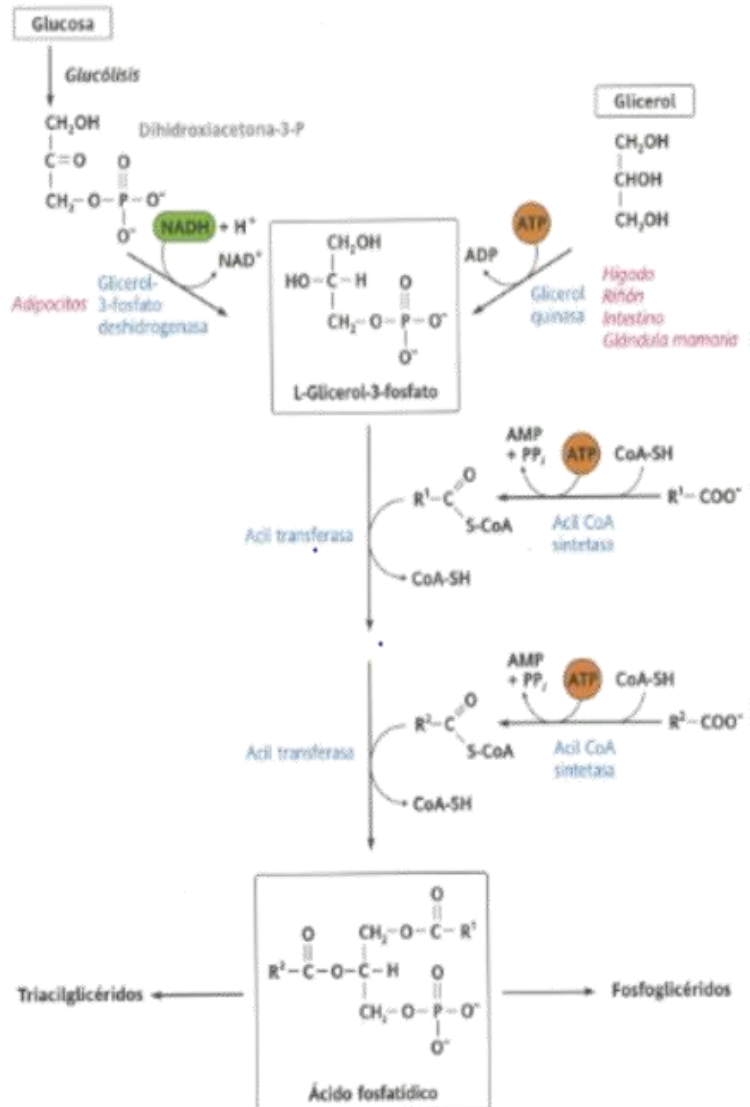 Glucosa
Glucólisis
CH₂OH
C=O O
CH₂-O-P-O⁻
O⁻
Dihidroxiacetona-3-P
NADH + H⁺
NAD⁺
Adipocitos
Glicerol-
3-fosfato
deshidrogenasa
Glicerol
CH₂OH
CHOH
CH₂OH
ATP
ADP
Glicerol
quinasa
Hígado
Riñón
Intestino
Glándula mamaria
CH₂OH
HO-C-H O
CH₂-O-P-O⁻
O⁻
L-Glicerol-3-fosfato
AMP
+ PPᵢ ATP CoA-SH
R¹-COO⁻
Acil CoA
sintetasa
O
R¹-C
S-CoA
Acil transferasa
CoA-SH
AMP
+ PPᵢ ATP CoA-SH
R²-COO⁻
Acil CoA
sintetasa
O
R²-C
S-CoA
Acil transferasa
CoA-SH
O
O CH₂-O-C-R¹
R²-C-O-C-H O
CH₂-O-P-O⁻
O⁻
Ácido fosfatídico
Triacilglicéridos
Fosfoglicéridos